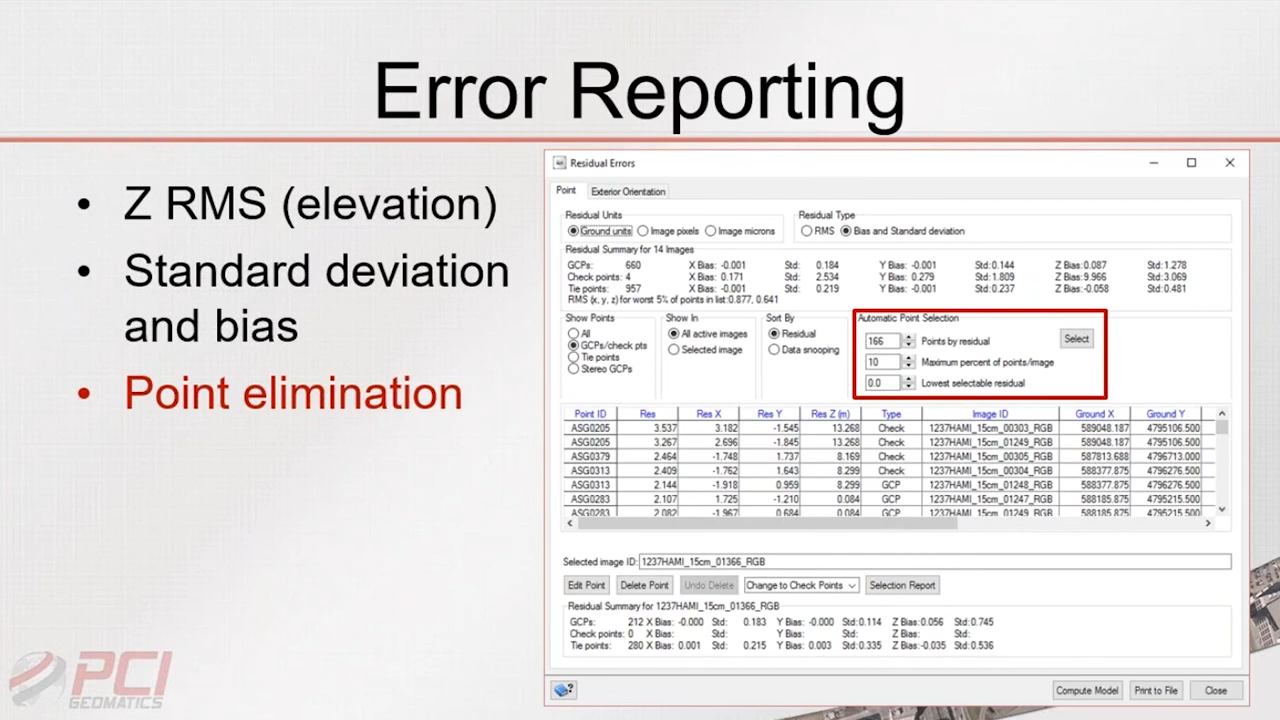 Error Reporting
• Z RMS (elevation)
• Standard deviation
and bias
• Point elimination
Residual Errors
Point Exterior Orientation
Residual Units
Ground units Image pixels Image microns
Residual Type
RMS Bias and Standard deviation
Residual Summary for 14 Images
GCPs: 660 X Bias: -0.001 Std: 0.184 Y Bias: -0.001 Std:0.144 Z Bias:0.087 Std:1.278
Check points: 4 X Bias: 0.171 Std: 2.534 Y Bias: 0.279 Std:1.809 Z Bias: 9.966 Std:3.069
Tie points: 957 X Bias: -0.001 Std: 0.219 Y Bias: -0.001 Std:0.237 Z Bias:-0.058 Std:0.481
RMS (x, y, z) for worst 5% of points in list:0.877, 0.641
Show Points
All
GCPs/check pts
Tie points
Stereo GCPs
Show In
All active images
Selected image
Sort By
Residual
Data snooping
Automatic Point Selection
166 Points by residual Select
10 Maximum percent of points/image
0.0 Lowest selectable residual
Point ID Res Res X Res Y Res Z (m) Type Image ID Ground X Ground Y
ASG0205 3.537 3.182 -1.545 13.268 Check 1237HAMI_15cm_00303_RGB 589048.187 4795106.500
ASG0205 3.267 2.696 -1.845 13.268 Check 1237HAMI_15cm_01249_RGB 589048.187 4795106.500
ASG0379 2.464 -1.748 1.737 8.169 Check 1237HAMI_15cm_00305_RGB 587813.688 4796713.000
ASG0313 2.409 -1.762 1.643 8.299 Check 1237HAMI_15cm_00304_RGB 588377.875 4796276.500
ASG0313 2.144 -1.918 0.959 8.299 GCP 1237HAMI_15cm_01248_RGB 588377.875 4796276.500
ASG0283 2.107 1.725 -1.210 0.084 GCP 1237HAMI_15cm_01247_RGB 588185.875 4795215.500
ASG0283 2.082 -1.967 0.684 0.084 GCP 1237HAMI_15cm_01249_RGB 588185.875 4795215.500
Selected image ID: 1237HAMI_15cm_01366_RGB
Edit Point Delete Point Undo Delete Change to Check Points Selection Report
Residual Summary for 1237HAMI_15cm_01366_RGB
GCPs: 212 X Bias: -0.000 Std: 0.183 Y Bias: -0.000 Std:0.114 Z Bias:0.056 Std:0.745
Check points: 0 X Bias: Std: Y Bias: Std: Z Bias: Std:
Tie points: 280 X Bias: 0.001 Std: 0.215 Y Bias: 0.003 Std:0.335 Z Bias:-0.035 Std:0.536
Compute Model Print to File Close
PCI
GEOMATICS